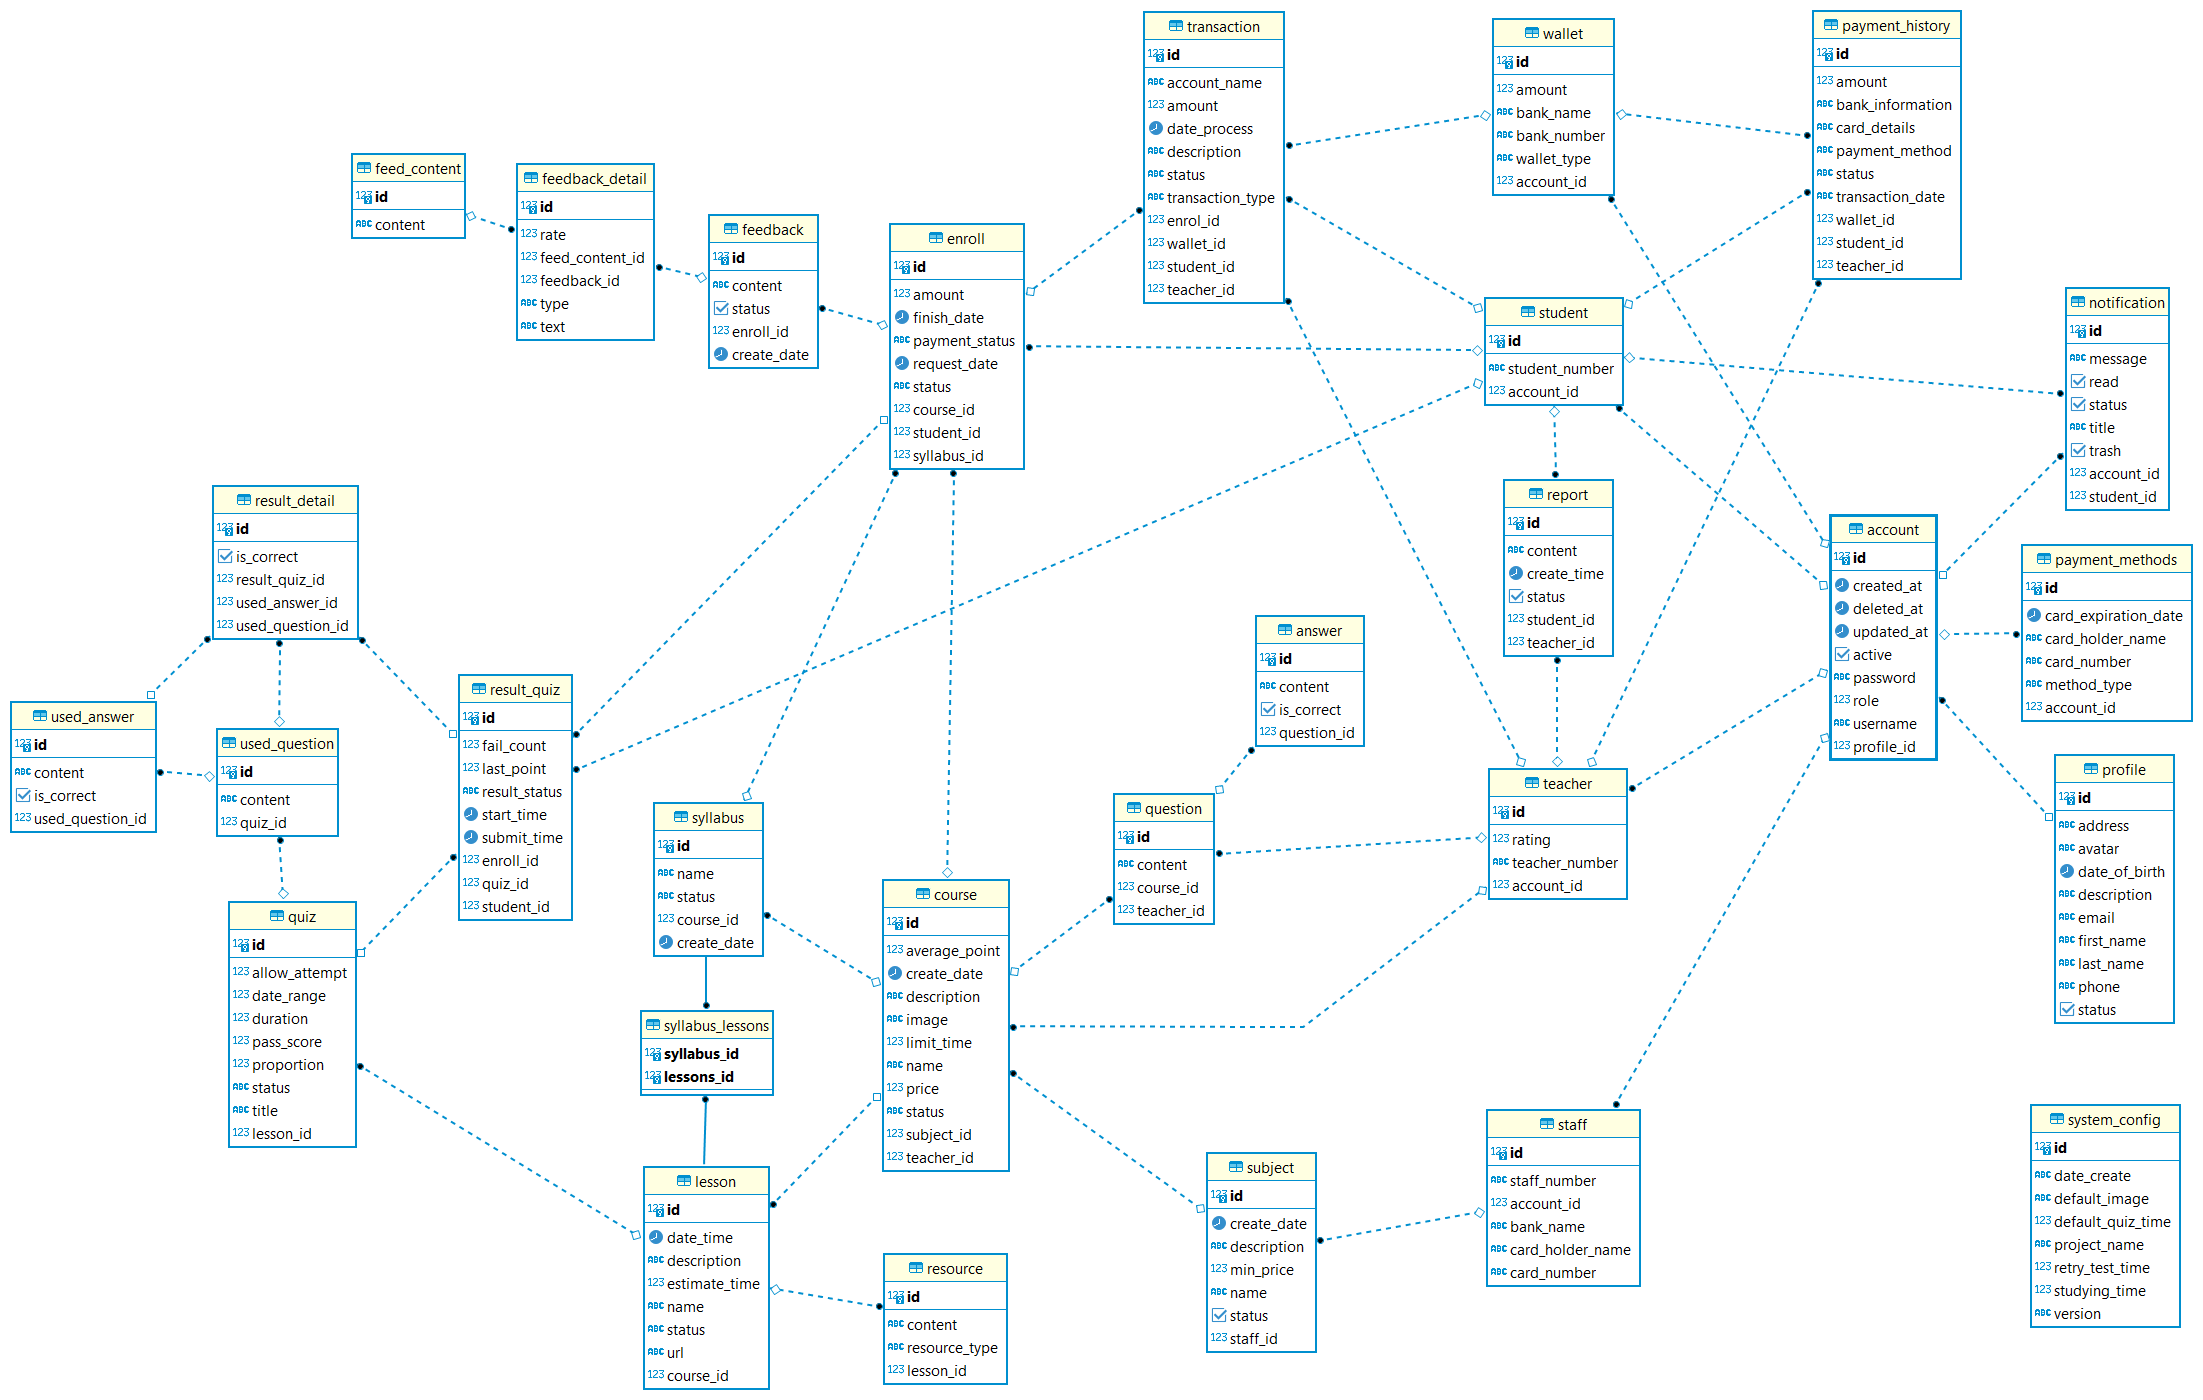 transaction
id
account_name
amount
date_process
description
status
transaction_type
enrol_id
wallet_id
student_id
teacher_id
wallet
id
amount
bank_name
bank_number
wallet_type
account_id
payment_history
id
amount
bank_information
card_details
payment_method
status
transaction_date
wallet_id
student_id
teacher_id
feed_content
id
content
feedback_detail
id
rate
feed_content_id
feedback_id
type
text
feedback
id
content
status
enroll_id
create_date
enroll
id
amount
finish_date
payment_status
request_date
status
course_id
student_id
syllabus_id
student
id
student_number
account_id
notification
id
message
read
status
title
trash
account_id
student_id
result_detail
id
is_correct
result_quiz_id
used_answer_id
used_question_id
report
id
content
create_time
status
student_id
teacher_id
account
id
created_at
deleted_at
updated_at
active
password
role
username
profile_id
payment_methods
id
card_expiration_date
card_holder_name
card_number
method_type
account_id
answer
id
content
is_correct
question_id
used_answer
id
content
is_correct
used_question_id
used_question
id
content
quiz_id
result_quiz
id
fail_count
last_point
result_status
start_time
submit_time
enroll_id
quiz_id
student_id
syllabus
id
name
status
course_id
create_date
question
id
content
course_id
teacher_id
teacher
id
rating
teacher_number
account_id
profile
id
address
avatar
date_of_birth
description
email
first_name
last_name
phone
status
quiz
id
allow_attempt
date_range
duration
pass_score
proportion
status
title
lesson_id
syllabus_lessons
syllabus_id
lessons_id
course
id
average_point
create_date
description
image
limit_time
name
price
status
subject_id
teacher_id
lesson
id
date_time
description
estimate_time
name
status
url
course_id
resource
id
content
resource_type
lesson_id
subject
id
create_date
description
min_price
name
status
staff_id
staff
id
staff_number
account_id
bank_name
card_holder_name
card_number
system_config
id
date_create
default_image
default_quiz_time
project_name
retry_test_time
studying_time
version